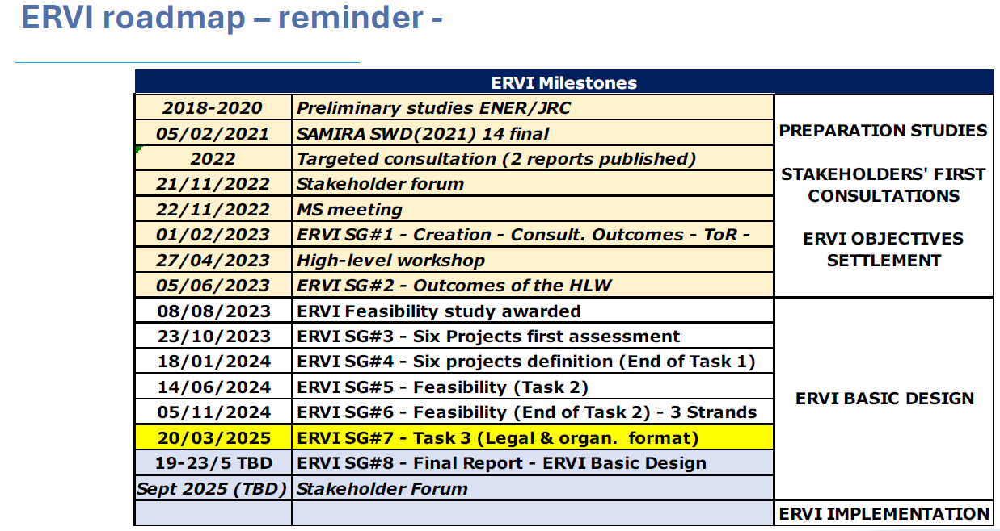 ERVI roadmap – reminder -
ERVI Milestones
2018-2020 Preliminary studies ENER/JRC
05/02/2021 SAMIRA SWD(2021) 14 final
2022 Targeted consultation (2 reports published)
21/11/2022 Stakeholder forum
22/11/2022 MS meeting
01/02/2023 ERVI SG#1 - Creation - Consult. Outcomes - ToR -
27/04/2023 High-level workshop
05/06/2023 ERVI SG#2 - Outcomes of the HLW
PREPARATION STUDIES
STAKEHOLDERS' FIRST
CONSULTATIONS
ERVI OBJECTIVES
SETTLEMENT
08/08/2023 ERVI Feasibility study awarded
23/10/2023 ERVI SG#3 - Six Projects first assessment
18/01/2024 ERVI SG#4 - Six projects definition (End of Task 1)
14/06/2024 ERVI SG#5 - Feasibility (Task 2)
05/11/2024 ERVI SG#6 - Feasibility (End of Task 2) - 3 Strands
20/03/2025 ERVI SG#7 - Task 3 (Legal & organ. format)
19-23/5 TBD ERVI SG#8 - Final Report - ERVI Basic Design
Sept 2025 (TBD) Stakeholder Forum
ERVI BASIC DESIGN
ERVI IMPLEMENTATION